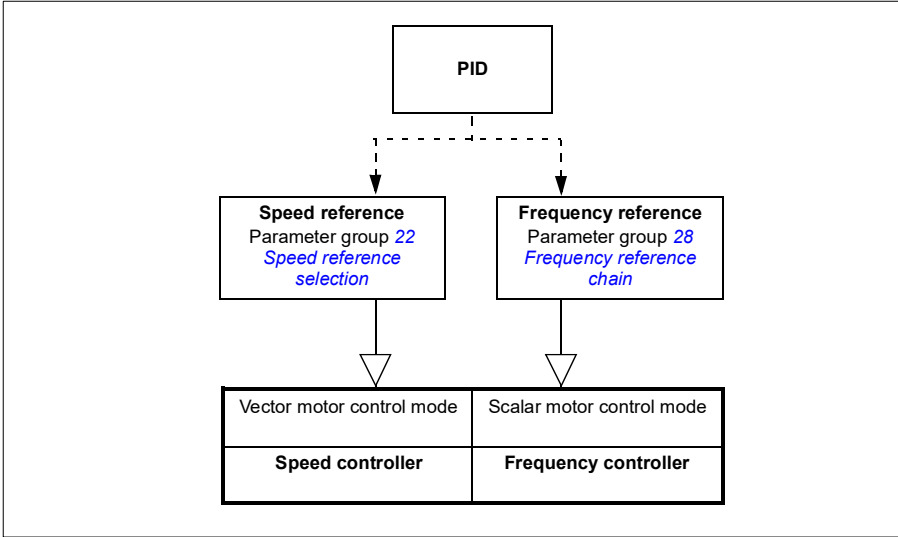 PID
Speed reference
Parameter group 22
Speed reference
selection
Frequency reference
Parameter group 28
Frequency reference
chain
Vector motor control mode
Scalar motor control mode
Speed controller
Frequency controller